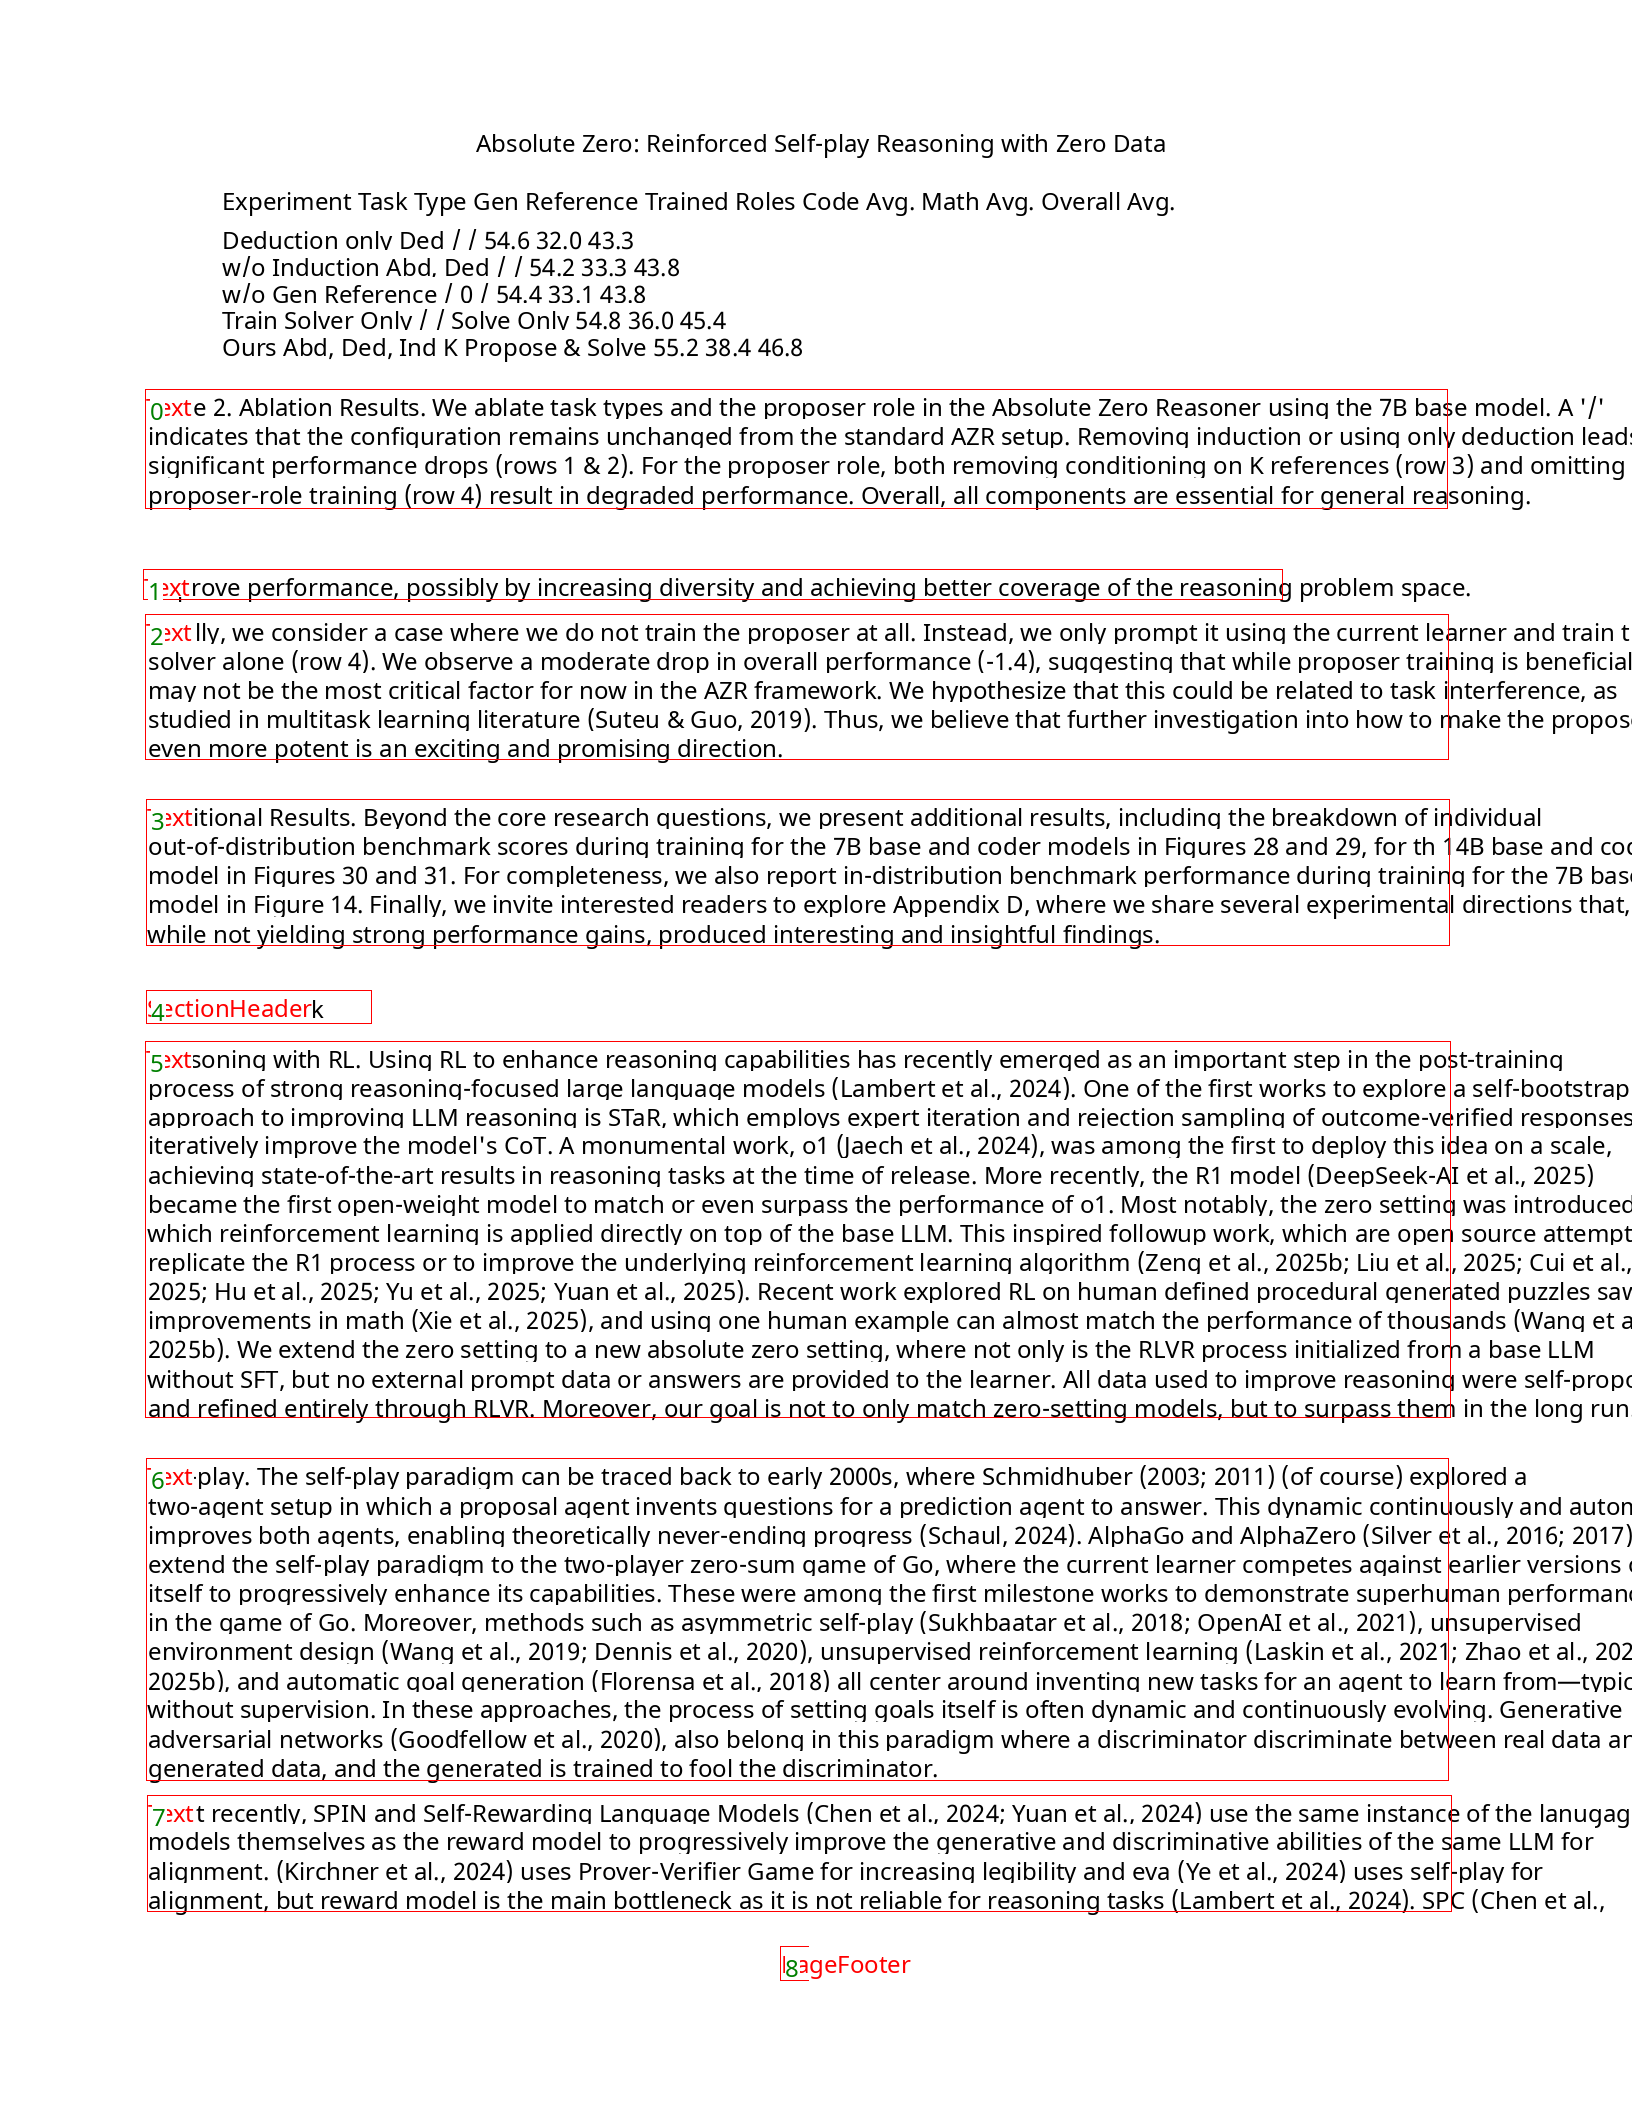 Absolute Zero: Reinforced Self-play Reasoning with Zero Data
Experiment Task Type Gen Reference Trained Roles Code Avg. Math Avg. Overall Avg.
Deduction only Ded / / 54.6 32.0 43.3
w/o Induction Abd, Ded / / 54.2 33.3 43.8
w/o Gen Reference / 0 / 54.4 33.1 43.8
Train Solver Only / / Solve Only 54.8 36.0 45.4
Ours Abd, Ded, Ind K Propose & Solve 55.2 38.4 46.8
0 Text e 2. Ablation Results. We ablate task types and the proposer role in the Absolute Zero Reasoner using the 7B base model. A '/'
indicates that the configuration remains unchanged from the standard AZR setup. Removing induction or using only deduction leads
significant performance drops (rows 1 & 2). For the proposer role, both removing conditioning on K references (row 3) and omitting
proposer-role training (row 4) result in degraded performance. Overall, all components are essential for general reasoning.
1 Text rove performance, possibly by increasing diversity and achieving better coverage of the reasoning problem space.
2 Text lly, we consider a case where we do not train the proposer at all. Instead, we only prompt it using the current learner and train t
solver alone (row 4). We observe a moderate drop in overall performance (-1.4), suggesting that while proposer training is beneficial
may not be the most critical factor for now in the AZR framework. We hypothesize that this could be related to task interference, as
studied in multitask learning literature (Suteu & Guo, 2019). Thus, we believe that further investigation into how to make the propos
even more potent is an exciting and promising direction.
3 Text itional Results. Beyond the core research questions, we present additional results, including the breakdown of individual
out-of-distribution benchmark scores during training for the 7B base and coder models in Figures 28 and 29, for th 14B base and co
model in Figures 30 and 31. For completeness, we also report in-distribution benchmark performance during training for the 7B bas
model in Figure 14. Finally, we invite interested readers to explore Appendix D, where we share several experimental directions that,
while not yielding strong performance gains, produced interesting and insightful findings.
4 SectionHeader k
5 Text soning with RL. Using RL to enhance reasoning capabilities has recently emerged as an important step in the post-training
process of strong reasoning-focused large language models (Lambert et al., 2024). One of the first works to explore a self-bootstrap
approach to improving LLM reasoning is STaR, which employs expert iteration and rejection sampling of outcome-verified responses
iteratively improve the model's CoT. A monumental work, o1 (Jaech et al., 2024), was among the first to deploy this idea on a scale,
achieving state-of-the-art results in reasoning tasks at the time of release. More recently, the R1 model (DeepSeek-AI et al., 2025)
became the first open-weight model to match or even surpass the performance of o1. Most notably, the zero setting was introduced
which reinforcement learning is applied directly on top of the base LLM. This inspired followup work, which are open source attempt
replicate the R1 process or to improve the underlying reinforcement learning algorithm (Zeng et al., 2025b; Liu et al., 2025; Cui et al.,
2025; Hu et al., 2025; Yu et al., 2025; Yuan et al., 2025). Recent work explored RL on human defined procedural generated puzzles saw
improvements in math (Xie et al., 2025), and using one human example can almost match the performance of thousands (Wang et a
2025b). We extend the zero setting to a new absolute zero setting, where not only is the RLVR process initialized from a base LLM
without SFT, but no external prompt data or answers are provided to the learner. All data used to improve reasoning were self-propo
and refined entirely through RLVR. Moreover, our goal is not to only match zero-setting models, but to surpass them in the long run.
6 Text -play. The self-play paradigm can be traced back to early 2000s, where Schmidhuber (2003; 2011) (of course) explored a
two-agent setup in which a proposal agent invents questions for a prediction agent to answer. This dynamic continuously and autom
improves both agents, enabling theoretically never-ending progress (Schaul, 2024). AlphaGo and AlphaZero (Silver et al., 2016; 2017)
extend the self-play paradigm to the two-player zero-sum game of Go, where the current learner competes against earlier versions o
itself to progressively enhance its capabilities. These were among the first milestone works to demonstrate superhuman performanc
in the game of Go. Moreover, methods such as asymmetric self-play (Sukhbaatar et al., 2018; OpenAI et al., 2021), unsupervised
environment design (Wang et al., 2019; Dennis et al., 2020), unsupervised reinforcement learning (Laskin et al., 2021; Zhao et al., 202
2025b), and automatic goal generation (Florensa et al., 2018) all center around inventing new tasks for an agent to learn from—typic
without supervision. In these approaches, the process of setting goals itself is often dynamic and continuously evolving. Generative
adversarial networks (Goodfellow et al., 2020), also belong in this paradigm where a discriminator discriminate between real data an
generated data, and the generated is trained to fool the discriminator.
7 Text t recently, SPIN and Self-Rewarding Language Models (Chen et al., 2024; Yuan et al., 2024) use the same instance of the lanugag
models themselves as the reward model to progressively improve the generative and discriminative abilities of the same LLM for
alignment. (Kirchner et al., 2024) uses Prover-Verifier Game for increasing legibility and eva (Ye et al., 2024) uses self-play for
alignment, but reward model is the main bottleneck as it is not reliable for reasoning tasks (Lambert et al., 2024). SPC (Chen et al.,
8 PageFooter